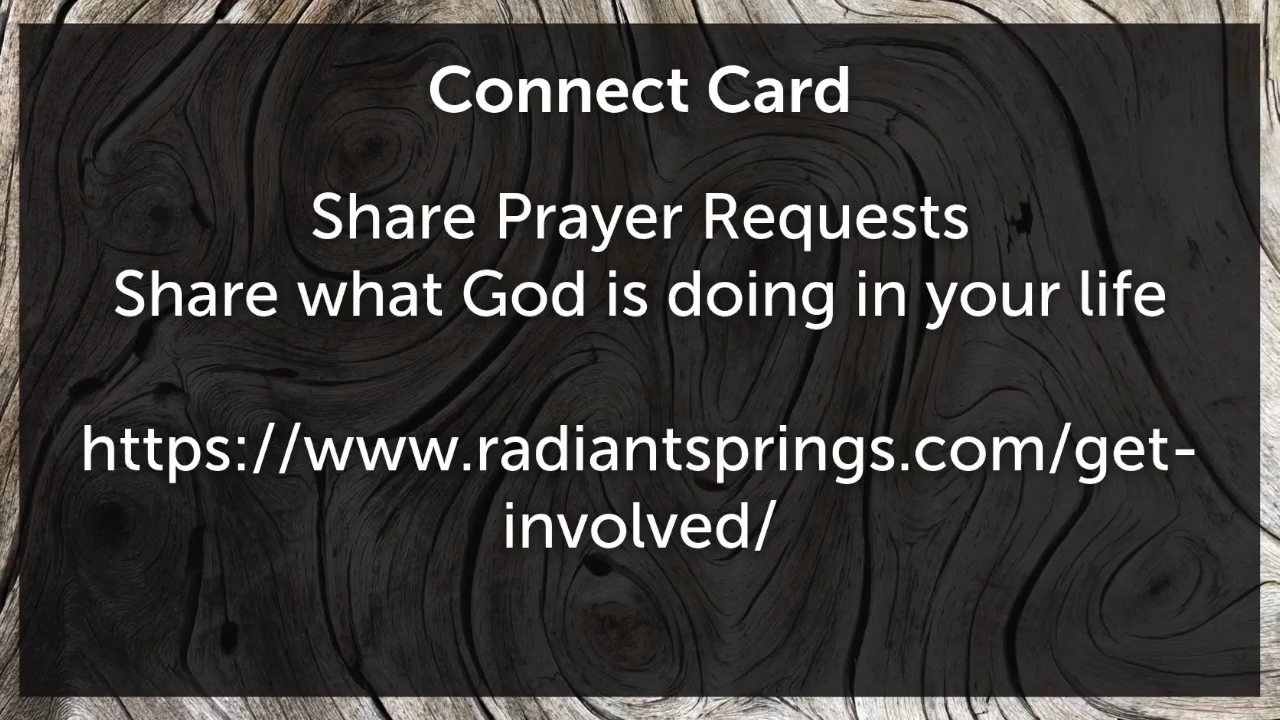 Connect Card
Share Prayer Requests
Share what God is doing in your life
https://www.radiantsprings.com/get-
involved/